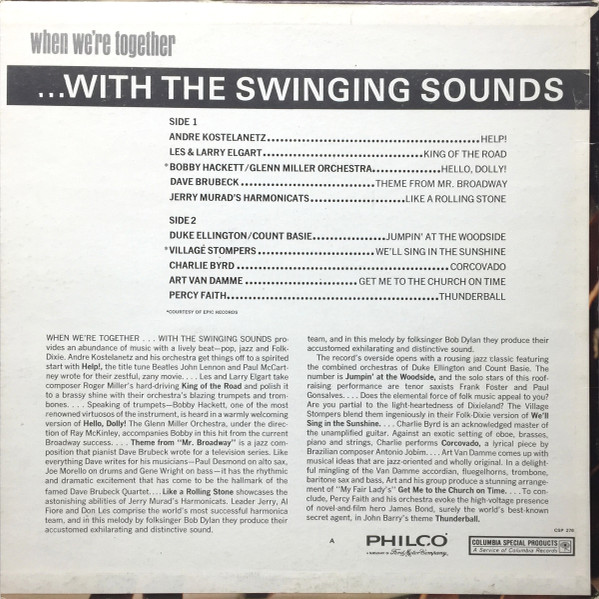 when we're together
...WITH THE SWINGING SOUNDS
SIDE 1
ANDRE KOSTELANETZ................HELP!
LES & LARRY ELGART................KING OF THE ROAD
*BOBBY HACKETT/GLENN MILLER ORCHESTRA................HELLO, DOLLY!
DAVE BRUBECK................THEME FROM MR. BROADWAY
JERRY MURAD'S HARMONICATS................LIKE A ROLLING STONE
SIDE 2
DUKE ELLINGTON/COUNT BASIE................JUMPIN' AT THE WOODSIDE
*VILLAGE STOMPERS................WE'LL SING IN THE SUNSHINE
CHARLIE BYRD................CORCOVADO
ART VAN DAMME................GET ME TO THE CHURCH ON TIME
PERCY FAITH................THUNDERBALL
*COURTESY OF EPIC RECORDS
WHEN WE'RE TOGETHER . . . WITH THE SWINGING SOUNDS pro-
vides an abundance of music with a lively beat—pop, jazz and Folk-
Dixie. Andre Kostelanetz and his orchestra get things off to a spirited
start with Help!, the title tune Beatles John Lennon and Paul McCart-
ney wrote for their zestful, zany movie. . . . Les and Larry Elgart take
composer Roger Miller's hard-driving King of the Road and polish it
to a brassy shine with their orchestra's blazing trumpets and trom-
bones. . . . Speaking of trumpets—Bobby Hackett, one of the most
renowned virtuosos of the instrument, is heard in a warmly welcoming
version of Hello, Dolly! The Glenn Miller Orchestra, under the direc-
tion of Ray McKinley, accompanies Bobby in this hit from the current
Broadway success. . . . Theme from "Mr. Broadway" is a jazz com-
position that pianist Dave Brubeck wrote for a television series. Like
everything Dave writes for his musicians—Paul Desmond on alto sax,
Joe Morello on drums and Gene Wright on bass—it has the rhythmic
and dramatic excitement that has come to be the hallmark of the
famed Dave Brubeck Quartet. . . . Like a Rolling Stone showcases the
astonishing abilities of Jerry Murad's Harmonicats. Leader Jerry, Al
Fiore and Don Les comprise the world's most successful harmonica
team, and in this melody by folksinger Bob Dylan they produce their
accustomed exhilarating and distinctive sound.
team, and in this melody by folksinger Bob Dylan they produce their
accustomed exhilarating and distinctive sound.
The record's overside opens with a rousing jazz classic featuring
the combined orchestras of Duke Ellington and Count Basie. The
number is Jumpin' at the Woodside, and the solo stars of this roof-
raising performance are tenor saxists Frank Foster and Paul
Gonsalves. . . . Does the elemental force of folk music appeal to you?
Are you partial to the light-heartedness of Dixieland? The Village
Stompers blend them ingeniously in their Folk-Dixie version of We'll
Sing in the Sunshine. . . . Charlie Byrd is an acknowledged master of
the unamplified guitar. Against an exotic setting of oboe, brasses,
piano and strings, Charlie performs Corcovado, a lyrical piece by
Brazilian composer Antonio Jobim. . . . Art Van Damme comes up with
musical ideas that are jazz-oriented and wholly original. In a delight-
ful mingling of the Van Damme accordian, fluegelhorns, trombone,
baritone sax and bass, Art and his group produce a stunning arrange-
ment of "My Fair Lady's" Get Me to the Church on Time. . . . To con-
clude, Percy Faith and his orchestra evoke the high-voltage presence
of novel-and-film hero James Bond, surely the world's best-known
secret agent, in John Barry's theme Thunderball.
CSP 276
A
PHILCO
A SUBSIDIARY OF Ford Motor Company,
COLUMBIA SPECIAL PRODUCTS
A Service of Columbia Records